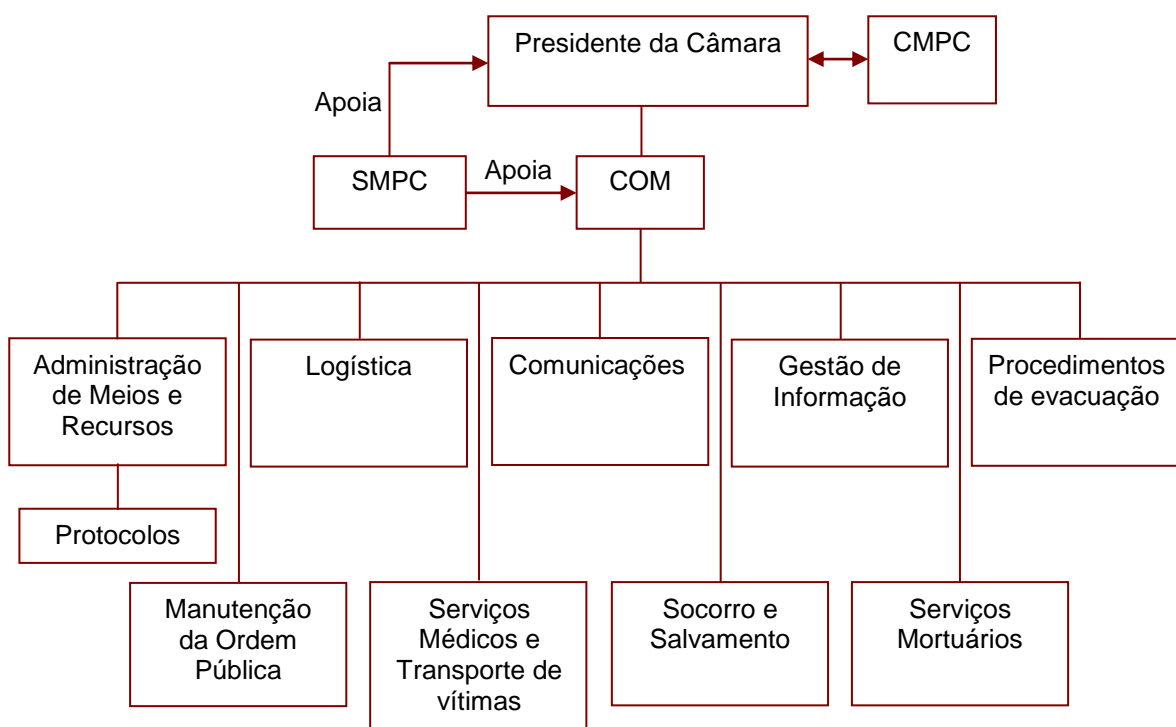 Presidente da Câmara
CMPC
Apoia
SMPC
Apoia
COM
Administração
de Meios e
Recursos
Logística
Comunicações
Gestão de
Informação
Procedimentos
de evacuação
Protocolos
Manutenção
da Ordem
Pública
Serviços
Médicos e
Transporte de
vítimas
Socorro e
Salvamento
Serviços
Mortuários